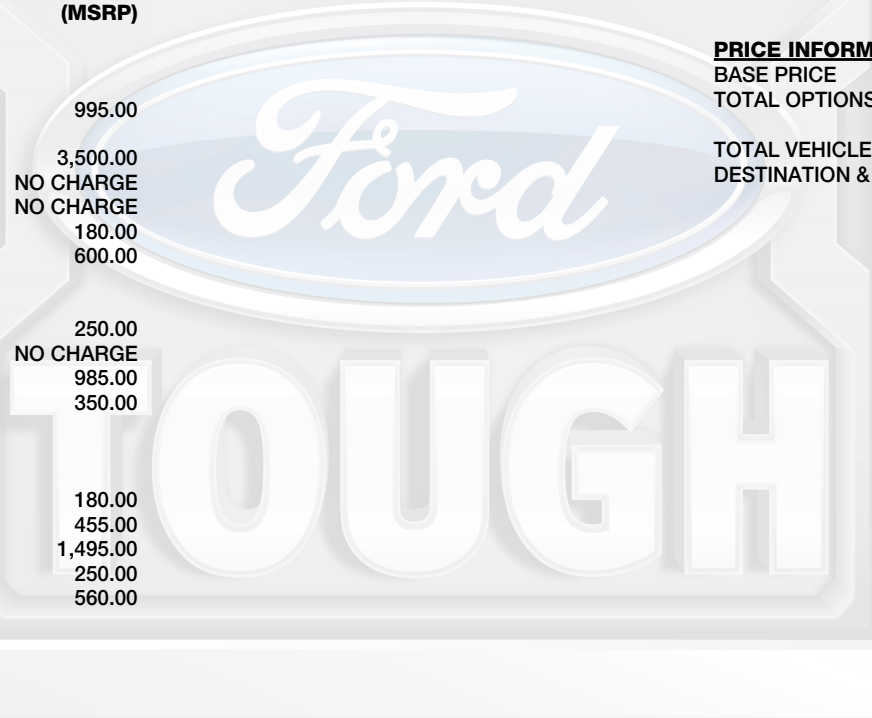 (MSRP)
995.00
3,500.00
NO CHARGE
NO CHARGE
180.00
600.00
250.00
NO CHARGE
985.00
350.00
180.00
455.00
1,495.00
250.00
560.00
PRICE INFORM
BASE PRICE
TOTAL OPTIONS
TOTAL VEHICLE
DESTINATION &
Ford
TOUGH